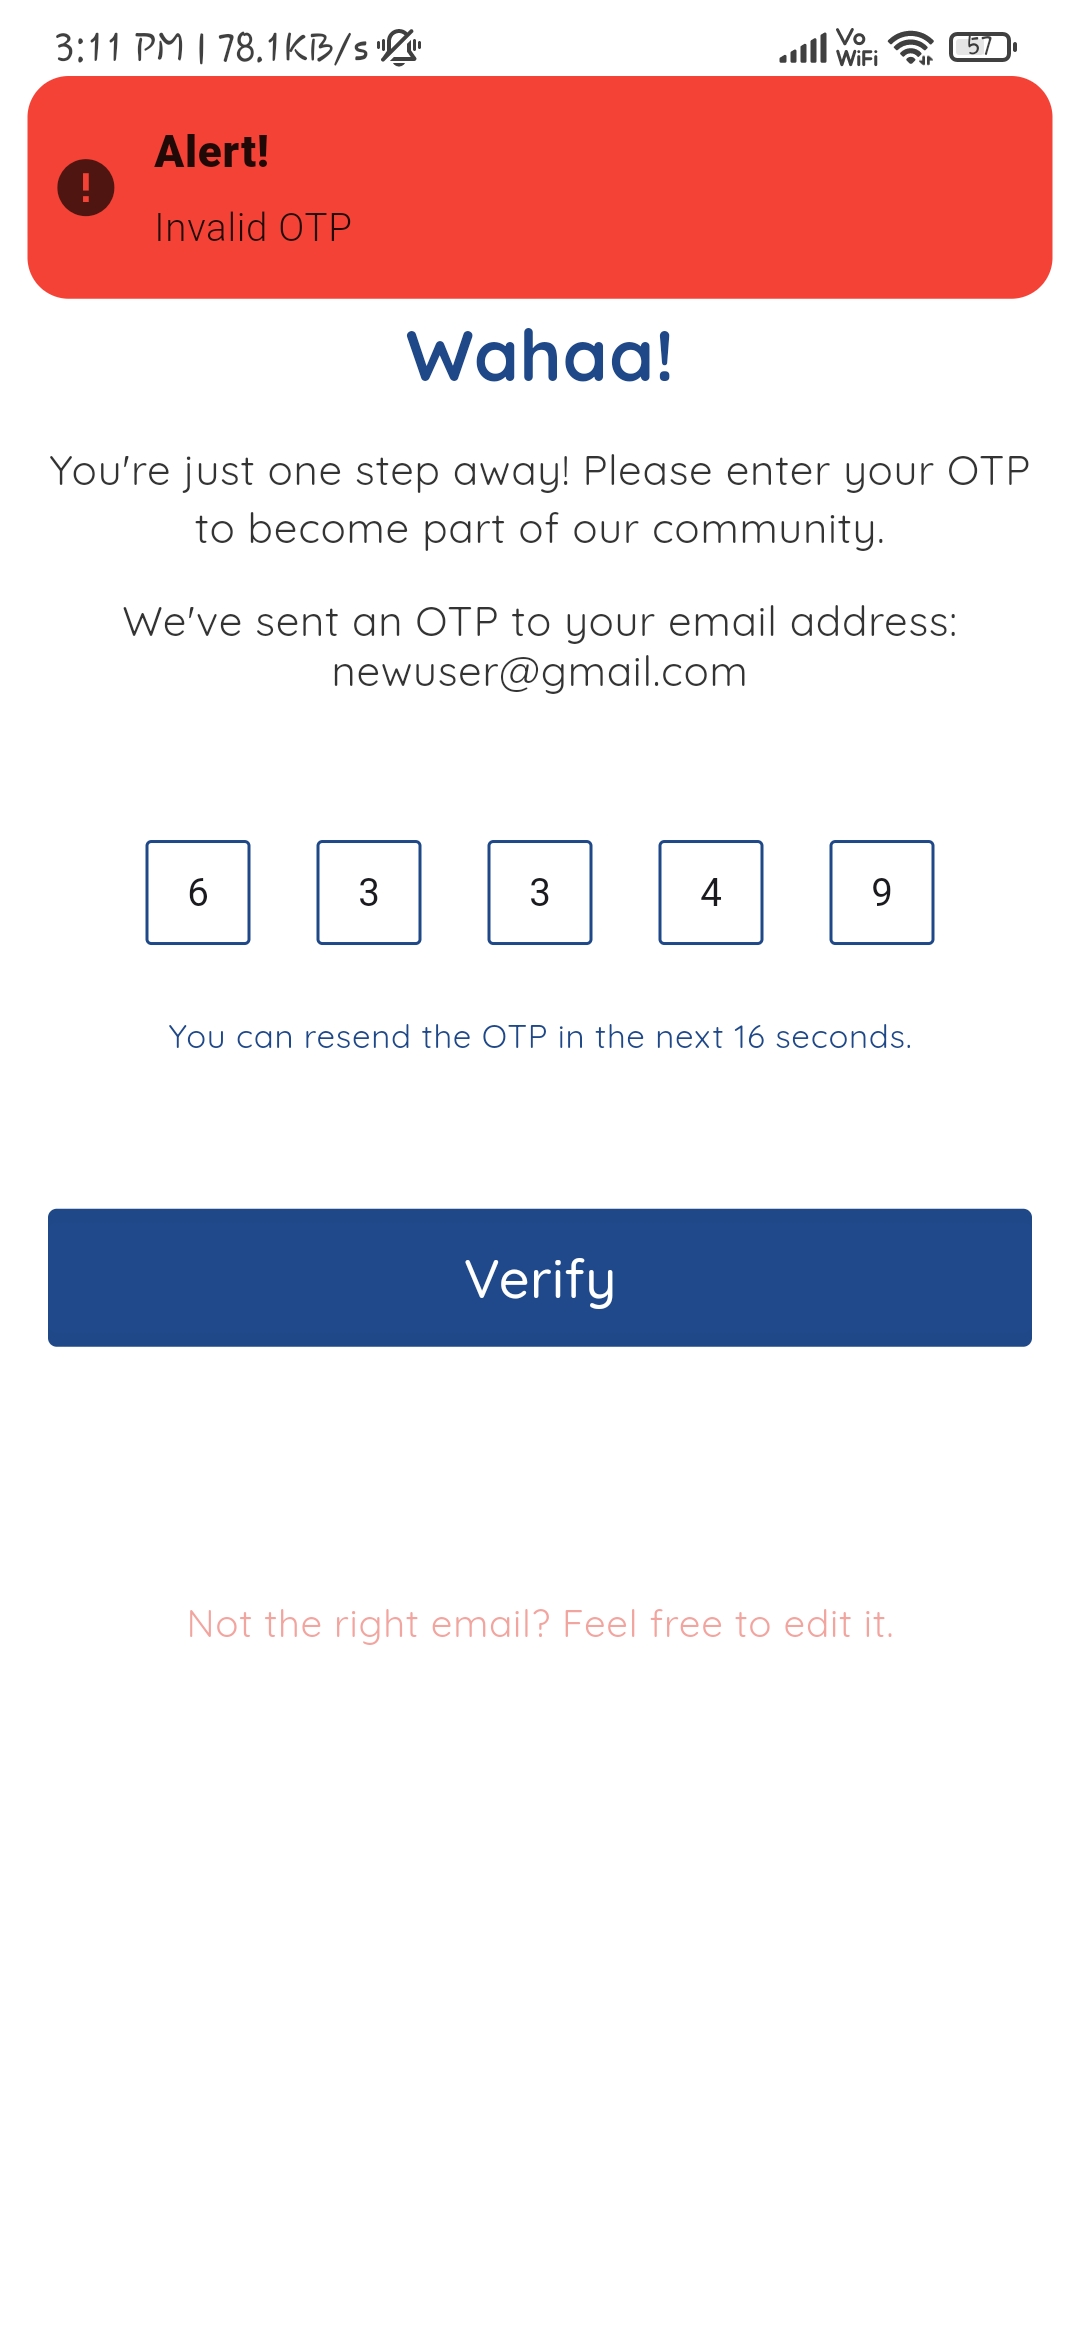 3:11 PM | 78.1KB/s
Vo
WiFi
57
Alert!
Invalid OTP
Wahaa!
You're just one step away! Please enter your OTP
to become part of our community.
We've sent an OTP to your email address:
newuser@gmail.com
6 3 3 4 9
You can resend the OTP in the next 16 seconds.
Verify
Not the right email? Feel free to edit it.